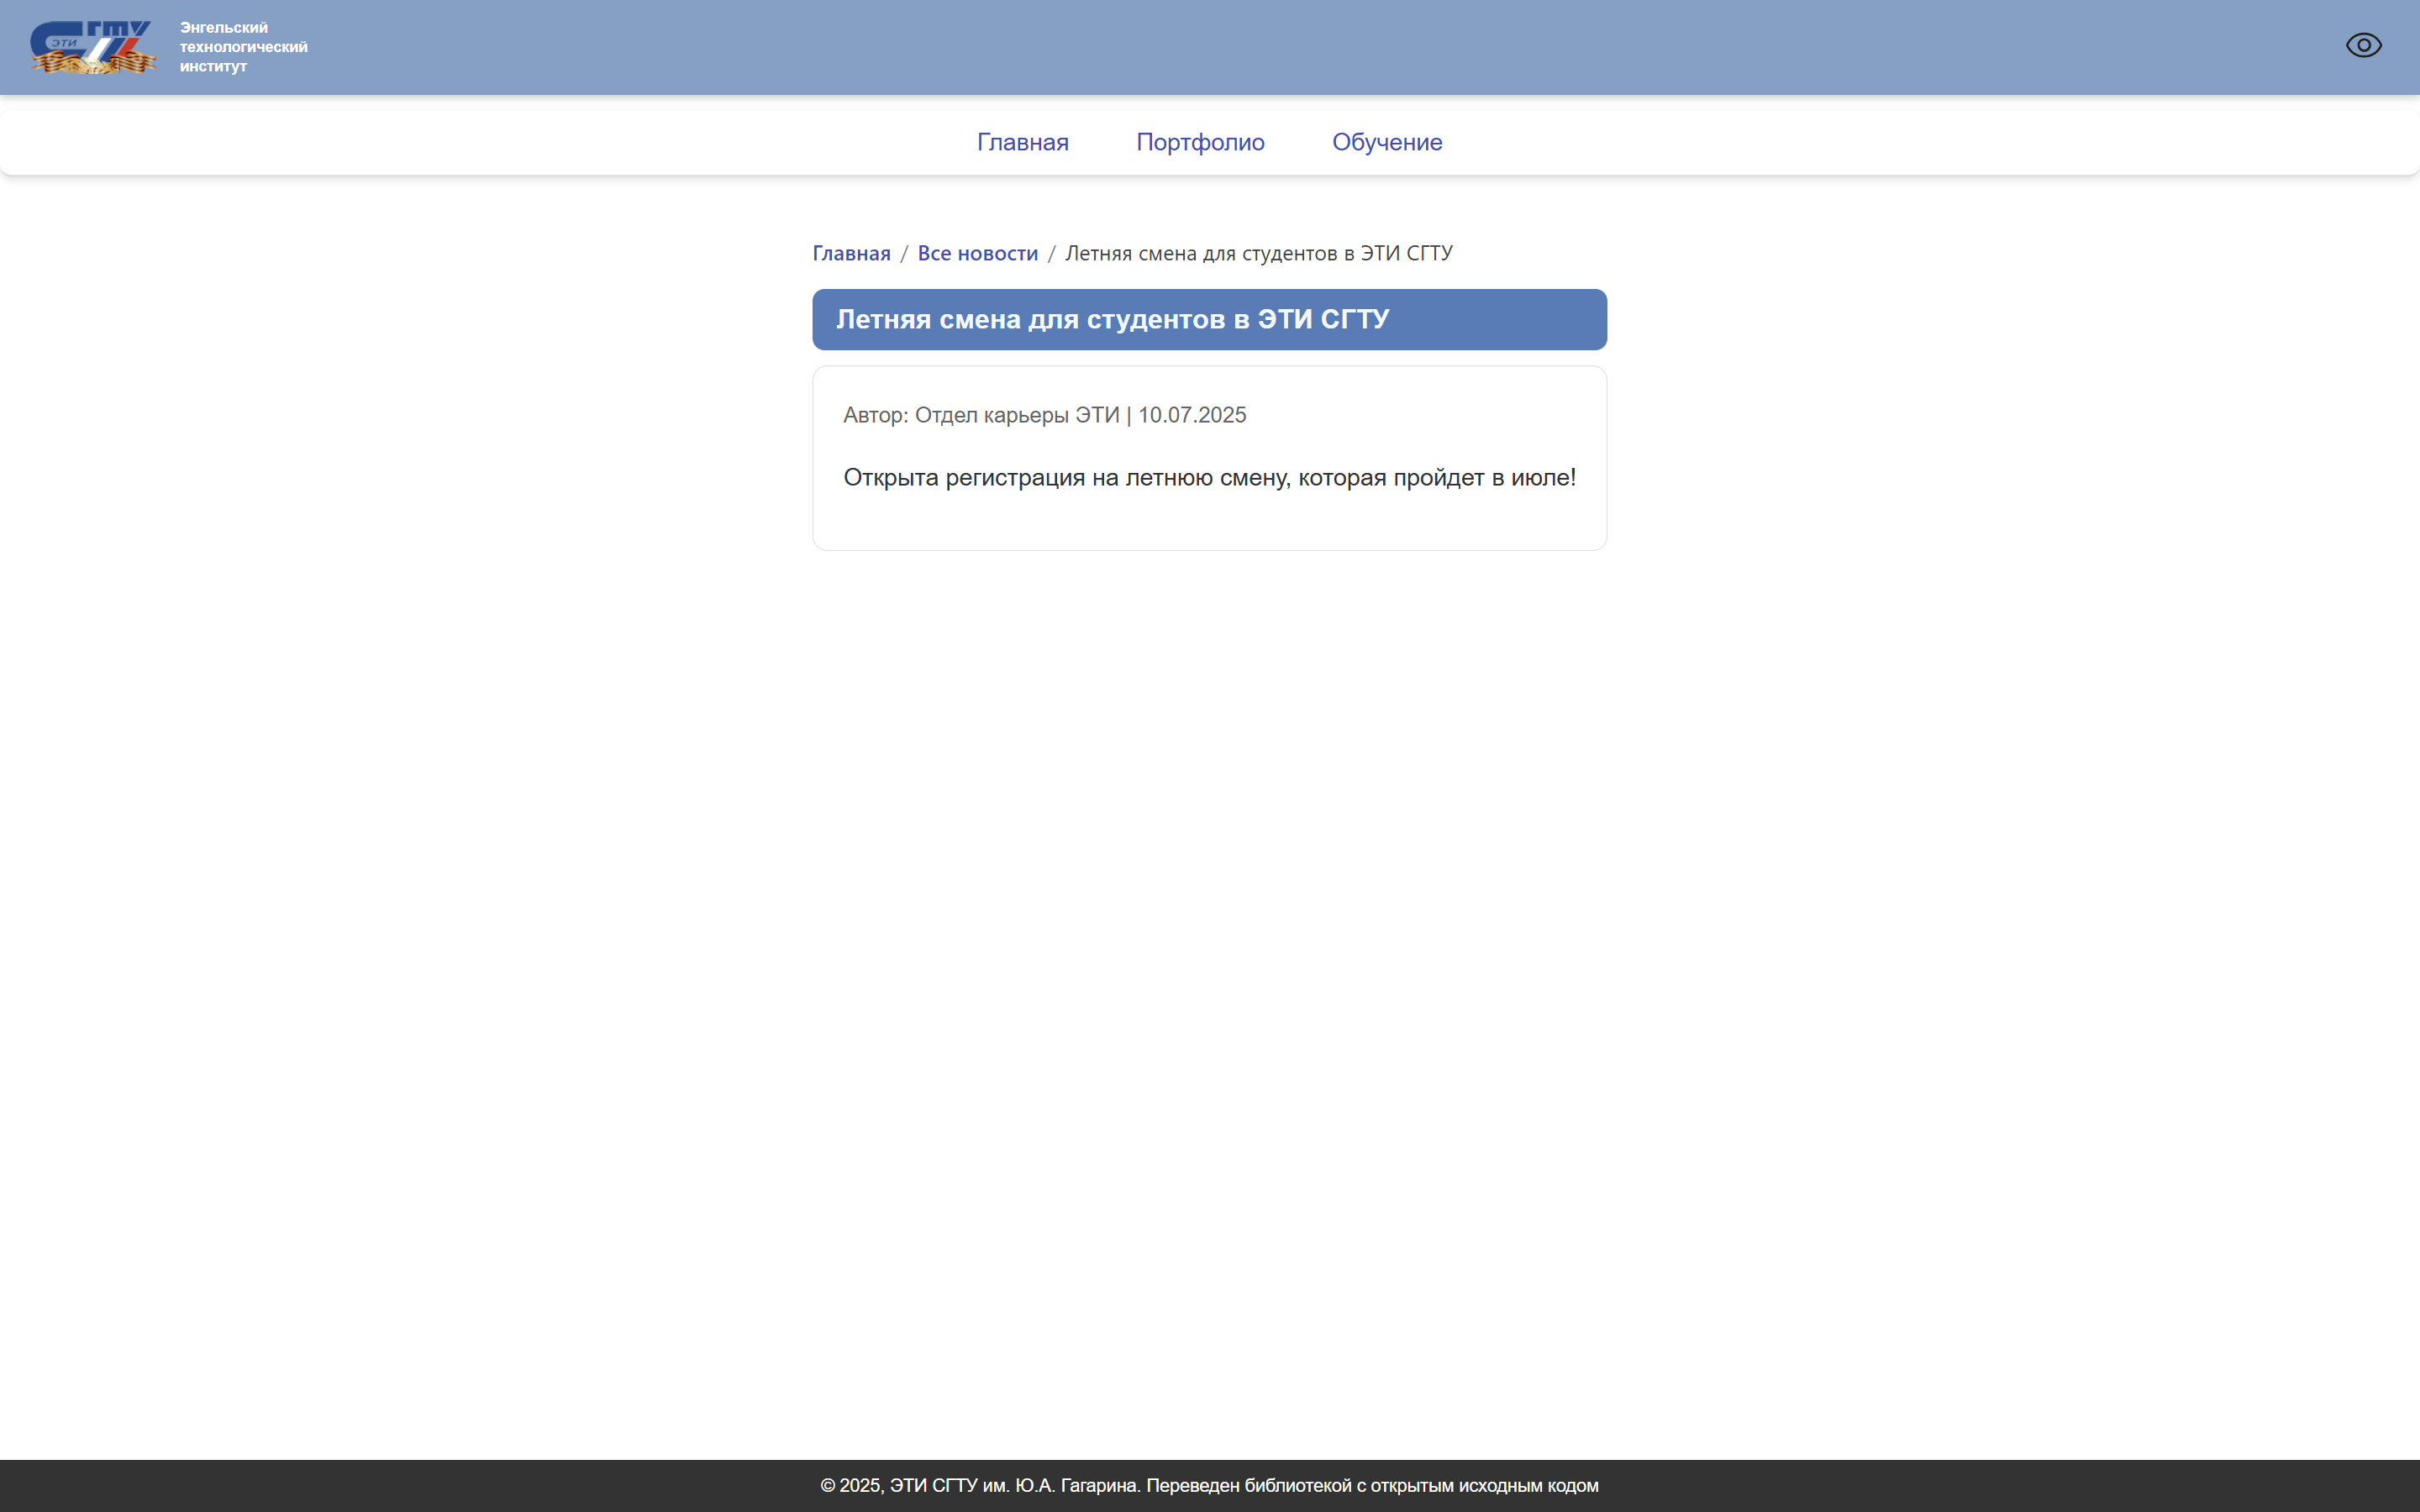 СГТУ
ЭТИ
Энгельский
технологический
институт
Главная Портфолио Обучение
Главная / Все новости / Летняя смена для студентов в ЭТИ СГТУ
Летняя смена для студентов в ЭТИ СГТУ
Автор: Отдел карьеры ЭТИ | 10.07.2025
Открыта регистрация на летнюю смену, которая пройдет в июле!
© 2025, ЭТИ СГТУ им. Ю.А. Гагарина. Переведен библиотекой с открытым исходным кодом